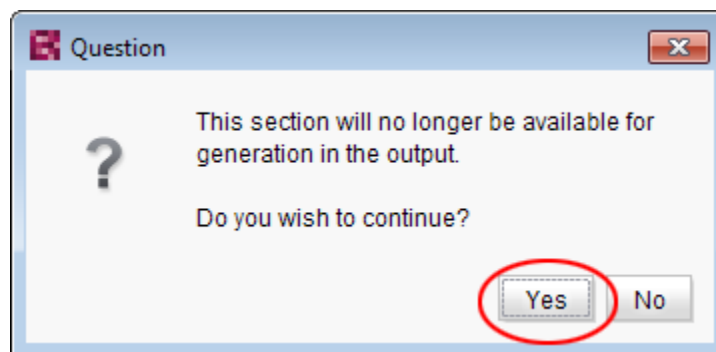 Question
This section will no longer be available for
generation in the output.
Do you wish to continue?
Yes
No